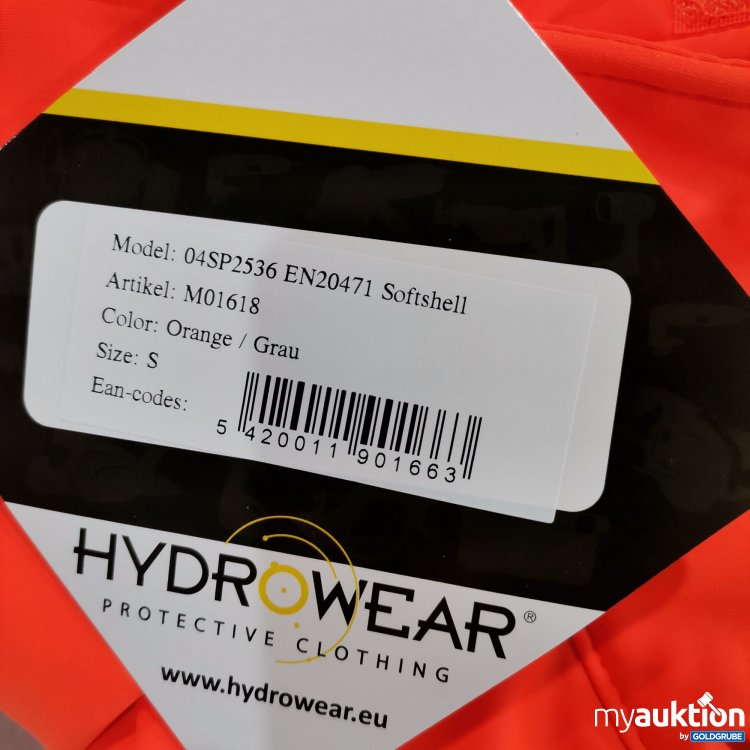 Model: 04SP2536 EN20471 Softshell
Artikel: M01618
Color: Orange / Grau
Size: S
Ean-codes:
5 420011 901663
HYDROWEAR®
PROTECTIVE CLOTHING
www.hydrowear.eu
myauktion
by GOLDGRUBE